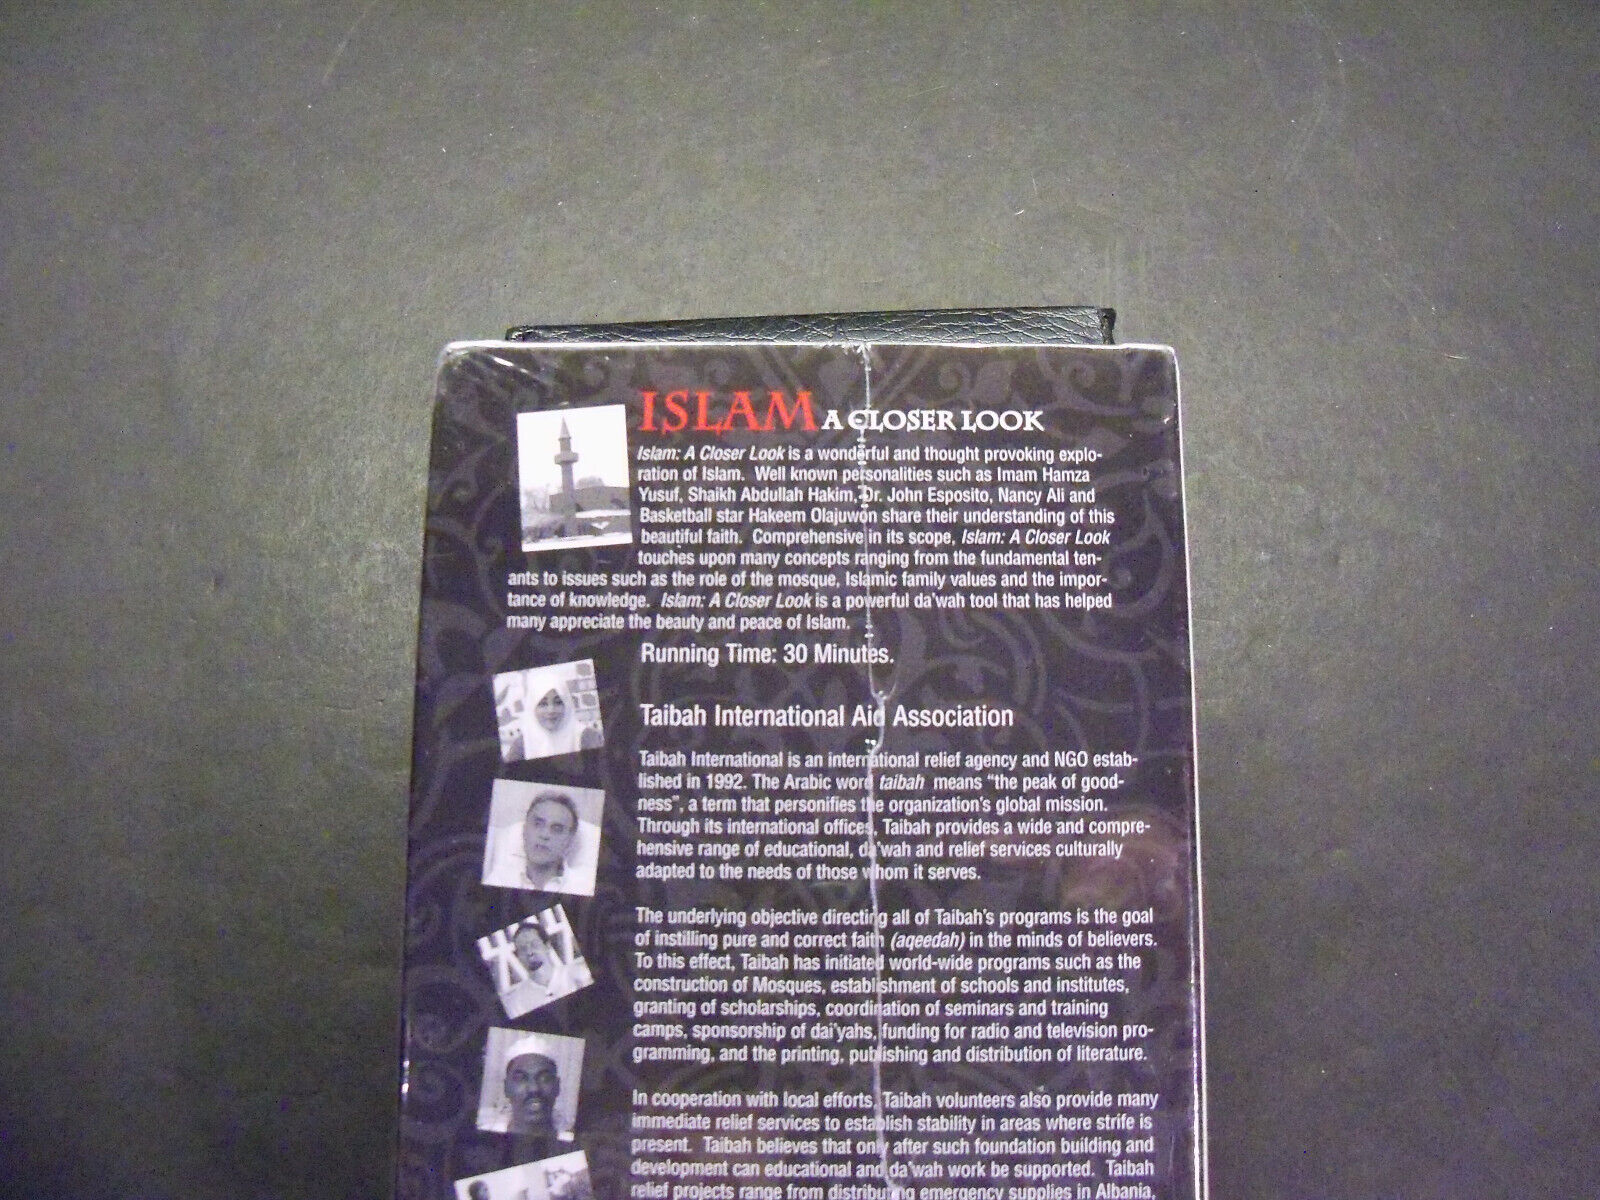 ISLAM A CLOSER LOOK
Islam: A Closer Look is a wonderful and thought provoking explo-
ration of Islam. Well known personalities such as Imam Hamza
Yusuf, Shaikh Abdullah Hakim, Dr. John Esposito, Nancy Ali and
Basketball star Hakeem Olajuwon share their understanding of this
beautiful faith. Comprehensive in its scope, Islam: A Closer Look
touches upon many concepts ranging from the fundamental ten-
ants to issues such as the role of the mosque, Islamic family values and the impor-
tance of knowledge. Islam: A Closer Look is a powerful da'wah tool that has helped
many appreciate the beauty and peace of Islam.
Running Time: 30 Minutes.
Taibah International Aid Association
Taibah International is an international relief agency and NGO estab-
lished in 1992. The Arabic word taibah means "the peak of good-
ness", a term that personifies the organization's global mission.
Through its international offices, Taibah provides a wide and compre-
hensive range of educational, da'wah and relief services culturally
adapted to the needs of those whom it serves.
The underlying objective directing all of Taibah's programs is the goal
of instilling pure and correct faith (aqeedah) in the minds of believers.
To this effect, Taibah has initiated world-wide programs such as the
construction of Mosques, establishment of schools and institutes,
granting of scholarships, coordination of seminars and training
camps, sponsorship of dai'yahs, funding for radio and television pro-
gramming, and the printing, publishing and distribution of literature.
In cooperation with local efforts, Taibah volunteers also provide many
immediate relief services to establish stability in areas where strife is
present. Taibah believes that only after such foundation building and
development can educational and da'wah work be supported. Taibah
relief projects range from distributing emergency supplies in Albania,